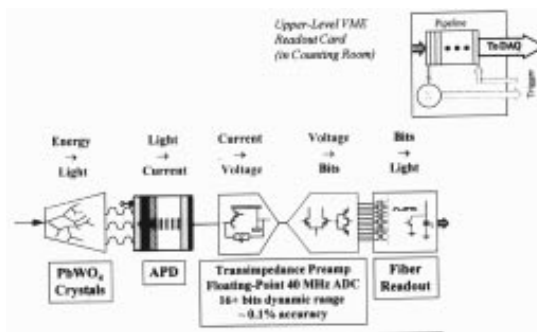 Upper-Level VME
Readout Card
(in Counting Room)
Pipeline
To DAQ
Trigger
Energy
→
Light
Light
→
Current
Current
→
Voltage
Voltage
→
Bits
Bits
→
Light
PbWO₄
Crystals
APD
Transimpedance Preamp
Floating-Point 40 MHz ADC
16+ bits dynamic range
~ 0.1% accuracy
Fiber
Readout